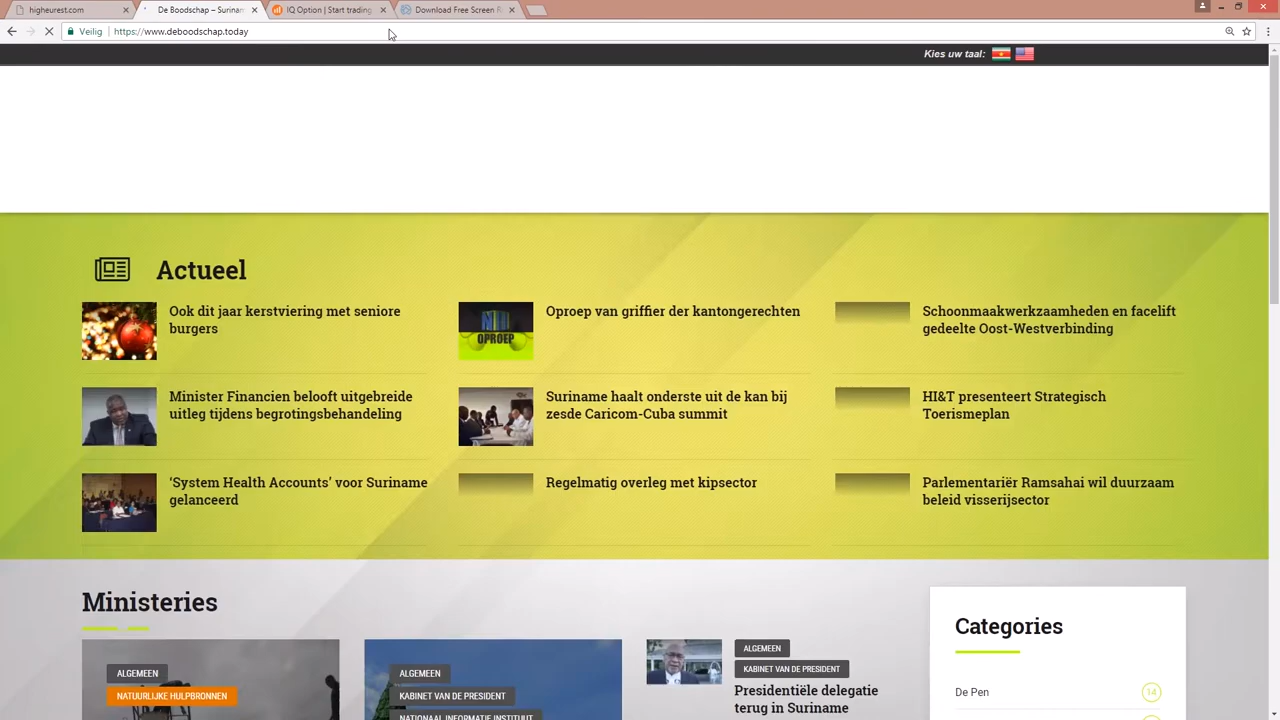 higheurest.com
De Boodschap – Surinam
IQ Option | Start trading
Download Free Screen R
Veilig
https://www.deboodschap.today
Kies uw taal:
Actueel
Ook dit jaar kerstviering met seniore
burgers
Oproep van griffier der kantongerechten
Schoonmaakwerkzaamheden en facelift
gedeelte Oost-Westverbinding
OPROEP
Minister Financien belooft uitgebreide
uitleg tijdens begrotingsbehandeling
Suriname haalt onderste uit de kan bij
zesde Caricom-Cuba summit
HI&T presenteert Strategisch
Toerismeplan
‘System Health Accounts’ voor Suriname
gelanceerd
Regelmatig overleg met kipsector
Parlementariër Ramsahai wil duurzaam
beleid visserijsector
Ministeries
ALGEMEEN
NATUURLIJKE HULPBRONNEN
ALGEMEEN
KABINET VAN DE PRESIDENT
NATIONAAL INFORMATIE INSTITUUT
ALGEMEEN
KABINET VAN DE PRESIDENT
Presidentiële delegatie
terug in Suriname
Categories
De Pen
14